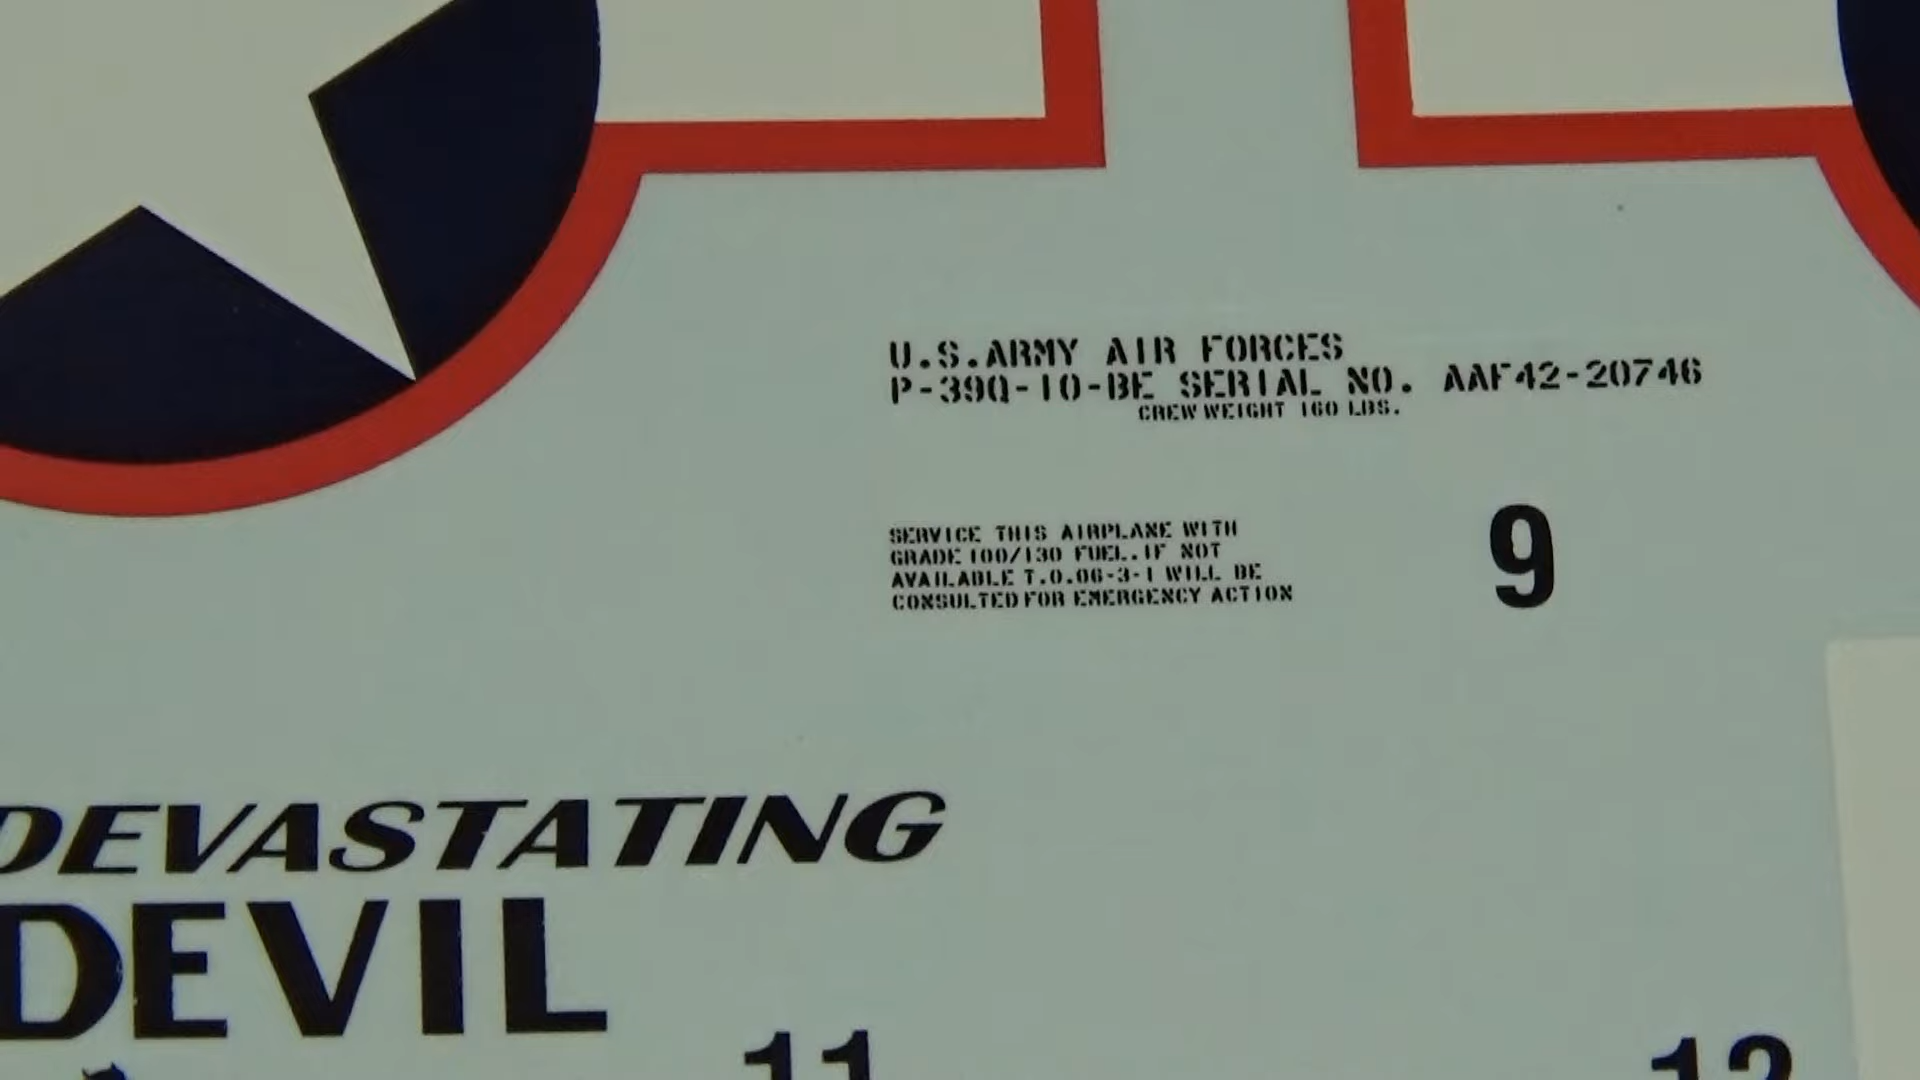 U.S.ARMY AIR FORCES
P-39Q-10-BE SERIAL NO. AAF42-20746
CREW WEIGHT 160 LBS.
SERVICE THIS AIRPLANE WITH
GRADE 100/130 FUEL.IF NOT
AVAILABLE T.O.06-3-1 WILL BE
CONSULTED FOR EMERGENCY ACTION
9
DEVASTATING
DEVIL
11
12